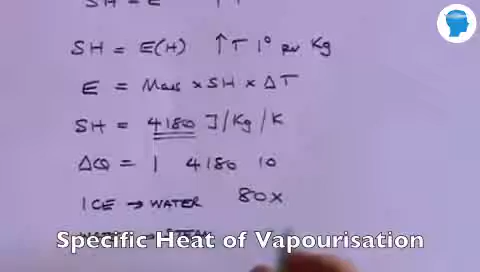 SH = E
SH = E(H) ↑T 1° per Kg
E = Mass x SH x ΔT
SH = 4180 J/Kg/K
ΔQ = 1 4180 10
ICE → WATER 80x
Specific Heat of Vapourisation